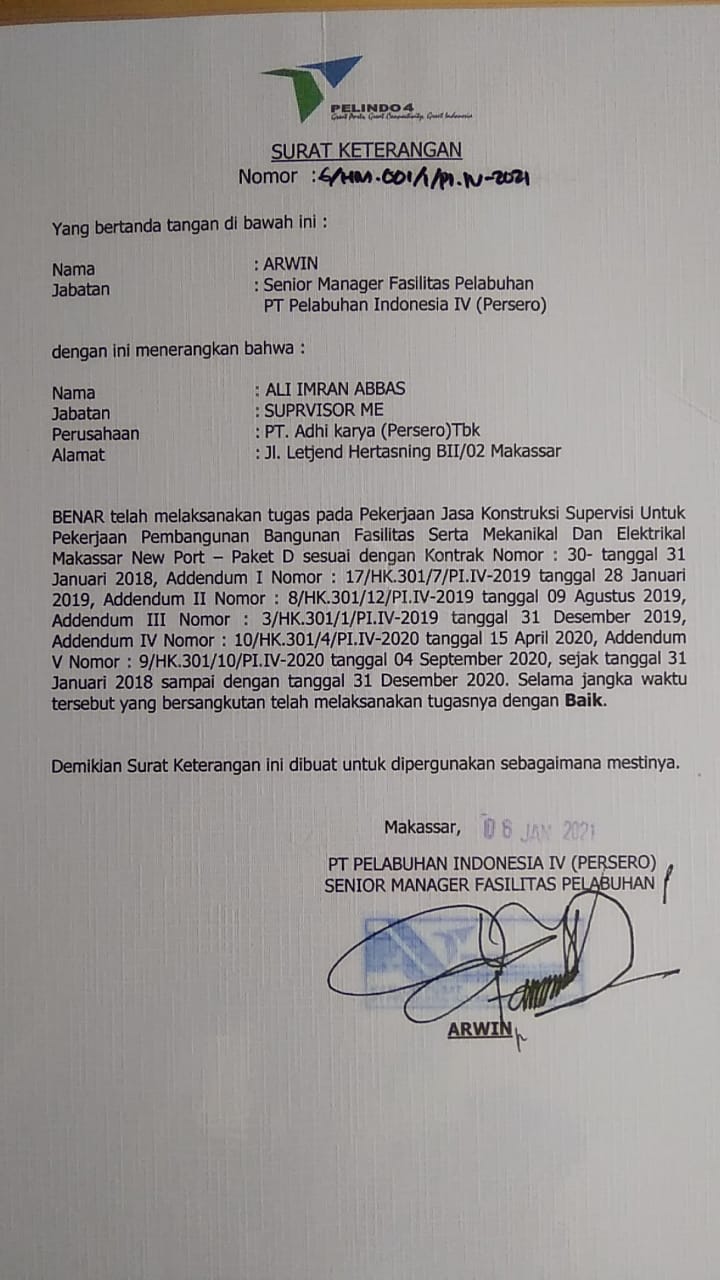 PELINDO 4
Great Ports, Great Connectivity, Great Indonesia
SURAT KETERANGAN
Nomor : 6/HM.001/1/PI.IV-2021
Yang bertanda tangan di bawah ini :
Nama : ARWIN
Jabatan : Senior Manager Fasilitas Pelabuhan
PT Pelabuhan Indonesia IV (Persero)
dengan ini menerangkan bahwa :
Nama : ALI IMRAN ABBAS
Jabatan : SUPRVISOR ME
Perusahaan : PT. Adhi karya (Persero)Tbk
Alamat : Jl. Letjend Hertasning BII/02 Makassar
BENAR telah melaksanakan tugas pada Pekerjaan Jasa Konstruksi Supervisi Untuk
Pekerjaan Pembangunan Bangunan Fasilitas Serta Mekanikal Dan Elektrikal
Makassar New Port – Paket D sesuai dengan Kontrak Nomor : 30- tanggal 31
Januari 2018, Addendum I Nomor : 17/HK.301/7/PI.IV-2019 tanggal 28 Januari
2019, Addendum II Nomor : 8/HK.301/12/PI.IV-2019 tanggal 09 Agustus 2019,
Addendum III Nomor : 3/HK.301/1/PI.IV-2019 tanggal 31 Desember 2019,
Addendum IV Nomor : 10/HK.301/4/PI.IV-2020 tanggal 15 April 2020, Addendum
V Nomor : 9/HK.301/10/PI.IV-2020 tanggal 04 September 2020, sejak tanggal 31
Januari 2018 sampai dengan tanggal 31 Desember 2020. Selama jangka waktu
tersebut yang bersangkutan telah melaksanakan tugasnya dengan Baik.
Demikian Surat Keterangan ini dibuat untuk dipergunakan sebagaimana mestinya.
Makassar, 06 JAN 2021
PT PELABUHAN INDONESIA IV (PERSERO)
SENIOR MANAGER FASILITAS PELABUHAN
ARWIN